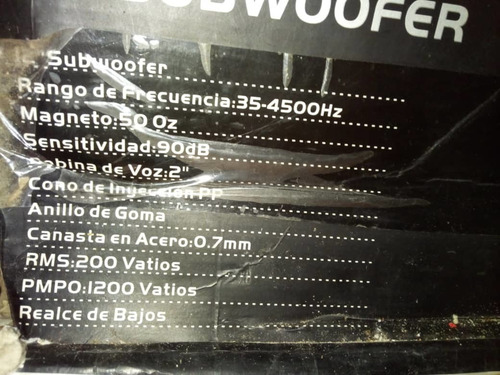 SUBWOOFER
Subwoofer
Rango de Frecuencia:35-4500Hz
Magneto:50 Oz
Sensitividad:90dB
Bobina de Voz:2"
Cono de Inyección PP
Anillo de Goma
Canasta en Acero:0.7mm
RMS:200 Vatios
PMPO:1200 Vatios
Realce de Bajos